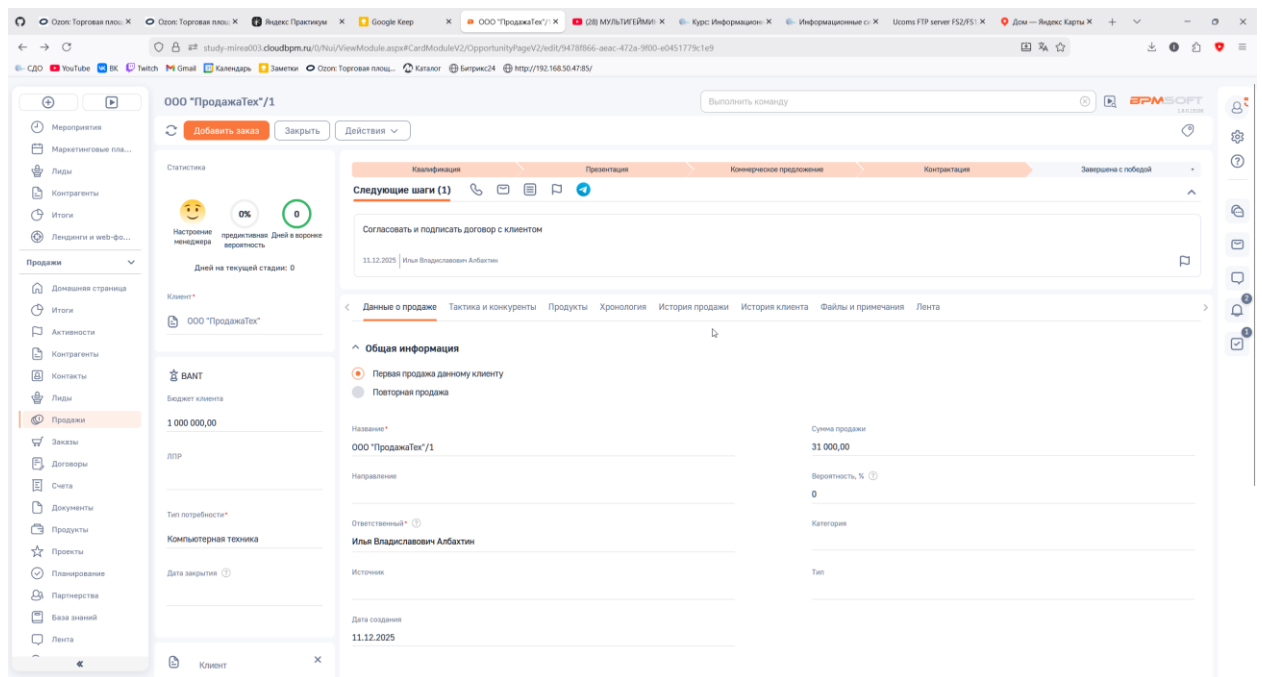 Ozon: Торговая площ
Ozon: Торговая площ
Яндекс Практикум
Google Keep
ООО "ПродажаТех"/1
(28) МУЛЬТИГЕЙМИ
Курс: Информационн
Информационные си
Ucoms FTP server FS2/FS1
Дом — Яндекс Карты
study-mirea003.cloudbpm.ru/0/Nui/ViewModule.aspx#CardModuleV2/OpportunityPageV2/edit/9478f866-aeac-472a-9f00-e0451779c1e9
СДО
YouTube
ВК
Twitch
Gmail
Календарь
Заметки
Ozon: Торговая площ...
Каталог
Битрикс24
http://192.168.50.47:85/
ООО "ПродажаТех"/1
Выполнить команду
BPMSOFT
Добавить заказ
Закрыть
Действия
Мероприятия
Маркетинговые пла...
Лиды
Контрагенты
Итоги
Лендинги и web-фо...
Продажи
Домашняя страница
Итоги
Активности
Контрагенты
Контакты
Лиды
Продажи
Заказы
Договоры
Счета
Документы
Продукты
Проекты
Планирование
Партнерства
База знаний
Лента
Статистика
0%
0
Настроение менеджера
предиктивная вероятность
Дней в воронке
Дней на текущей стадии: 0
Клиент*
ООО "ПродажаТех"
BANT
Бюджет клиента
1 000 000,00
ЛПР
Тип потребности*
Компьютерная техника
Дата закрытия
Клиент
Квалификация
Презентация
Коммерческое предложение
Контрактация
Завершена с победой
Следующие шаги (1)
Согласовать и подписать договор с клиентом
11.12.2025
Илья Владиславович Албахтин
Данные о продаже
Тактика и конкуренты
Продукты
Хронология
История продажи
История клиента
Файлы и примечания
Лента
Общая информация
Первая продажа данному клиенту
Повторная продажа
Название*
ООО "ПродажаТех"/1
Сумма продажи
31 000,00
Направление
Вероятность, %
0
Ответственный*
Илья Владиславович Албахтин
Категория
Источник
Тип
Дата создания
11.12.2025
2
1